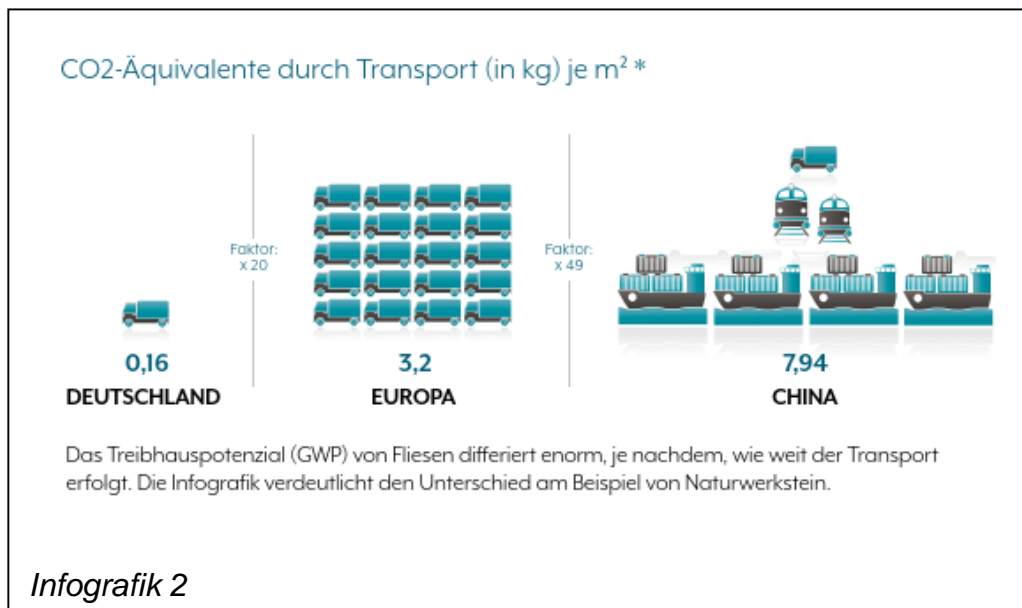 CO2-Äquivalente durch Transport (in kg) je m² *
Faktor:
x 20
Faktor:
x 49
0,16
DEUTSCHLAND
3,2
EUROPA
7,94
CHINA
Das Treibhauspotenzial (GWP) von Fliesen differiert enorm, je nachdem, wie weit der Transport
erfolgt. Die Infografik verdeutlicht den Unterschied am Beispiel von Naturwerkstein.
Infografik 2